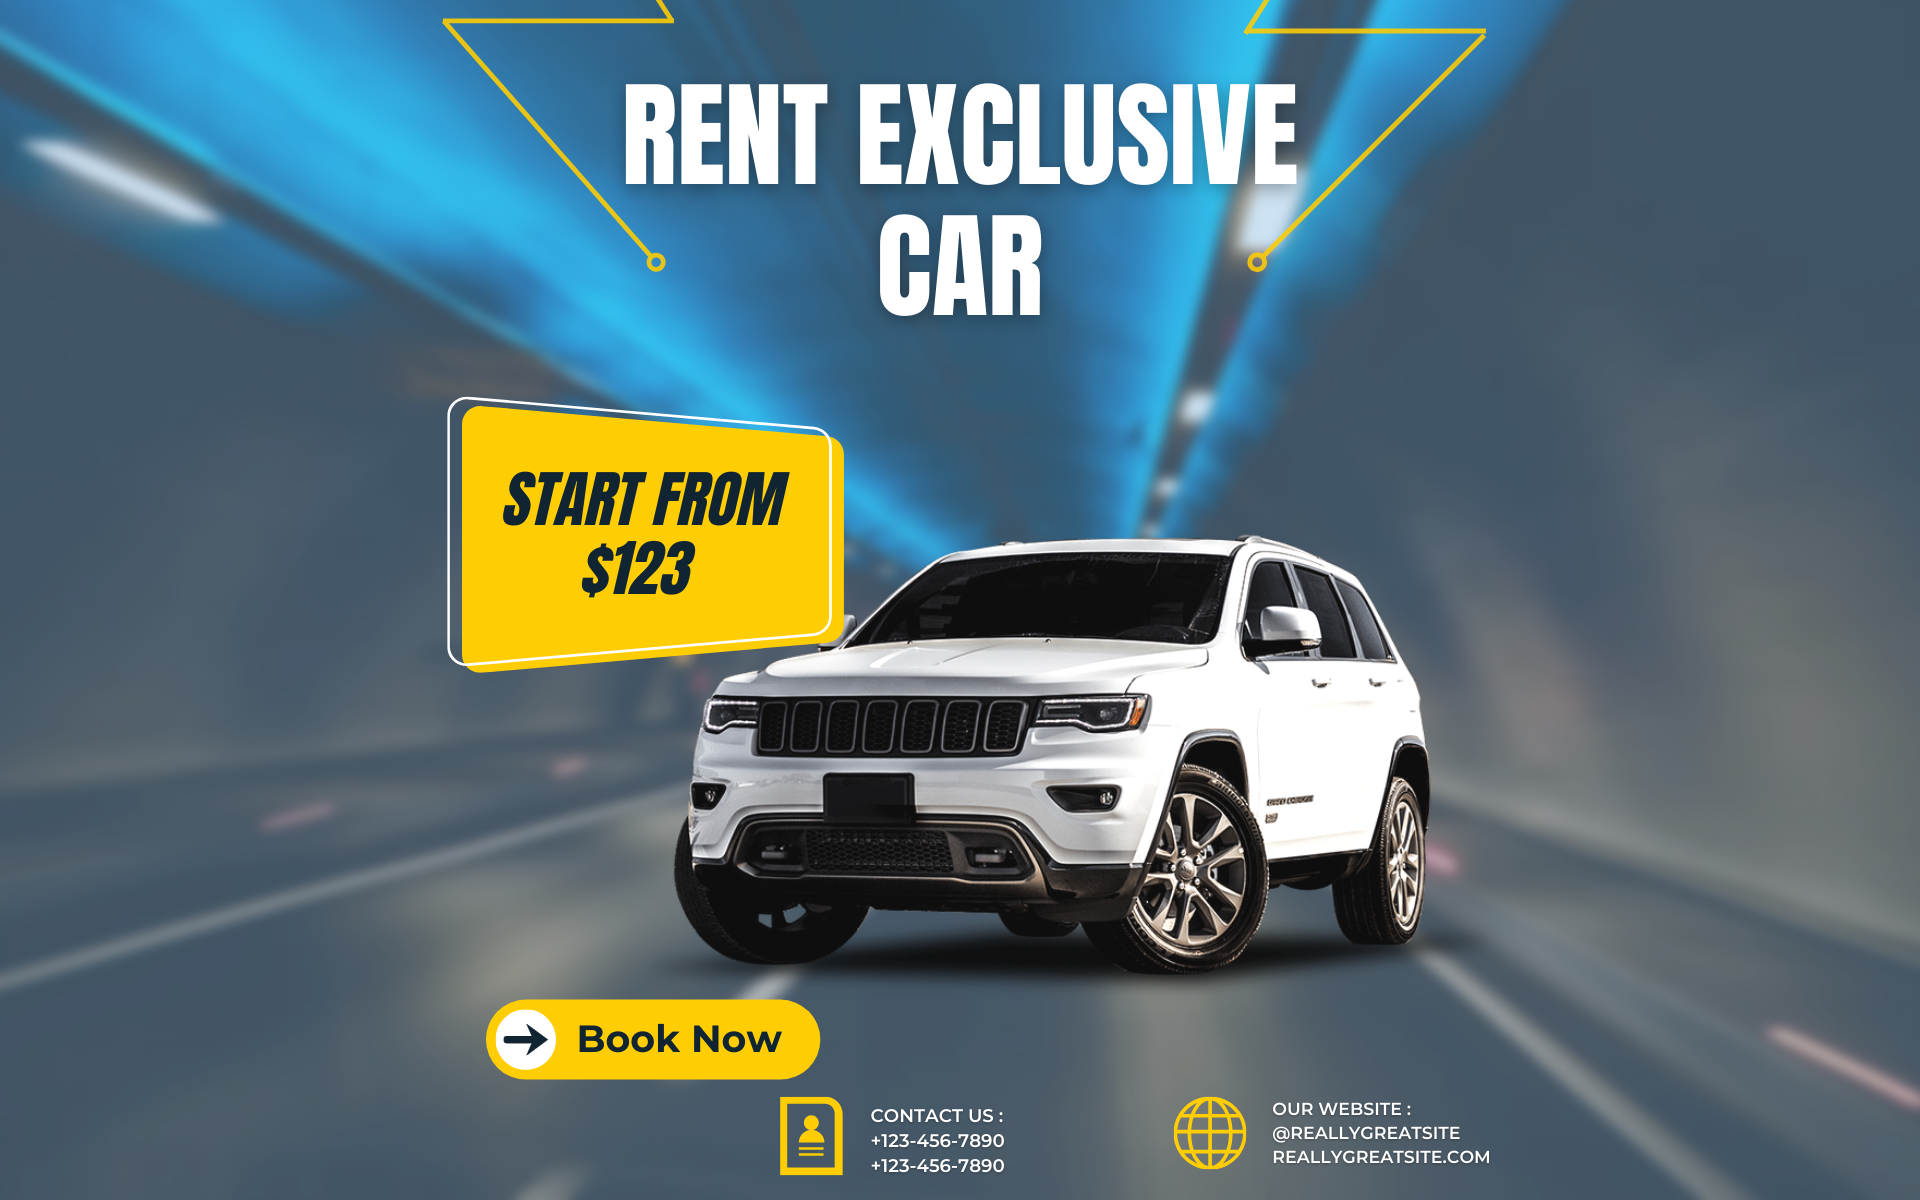 RENT EXCLUSIVE
CAR
START FROM
$123
Book Now
CONTACT US :
+123-456-7890
+123-456-7890
OUR WEBSITE :
@REALLYGREATSITE
REALLYGREATSITE.COM